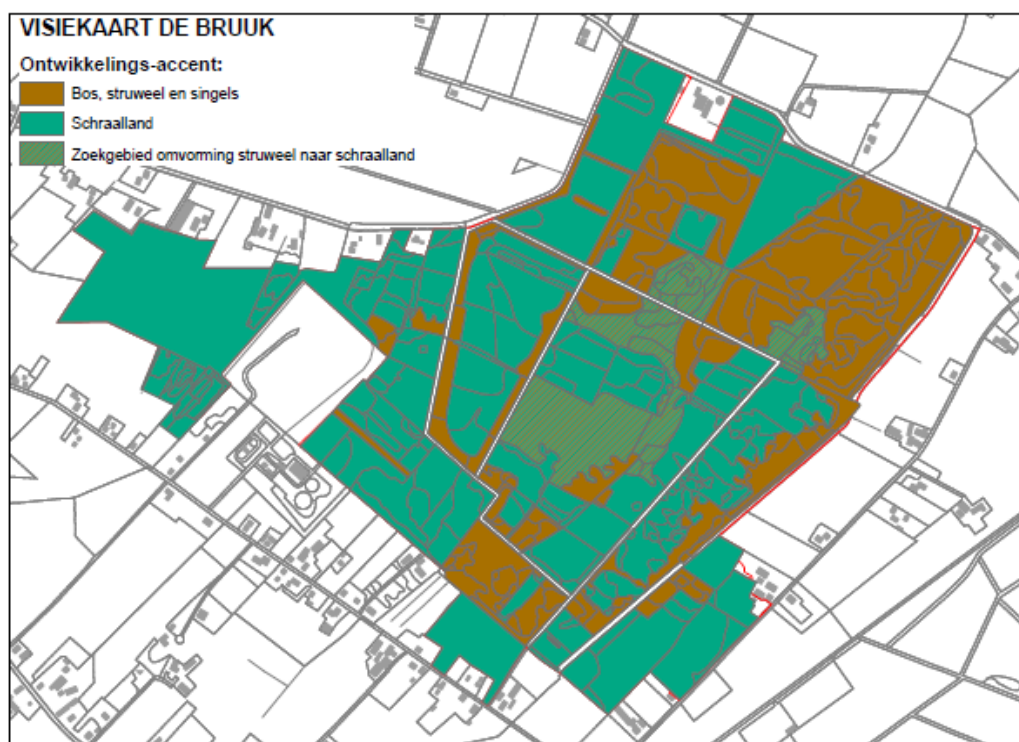 VISIEKAART DE BRUUK
Ontwikkelings-accent:
Bos, struweel en singels
Schraalland
Zoekgebied omvorming struweel naar schraalland